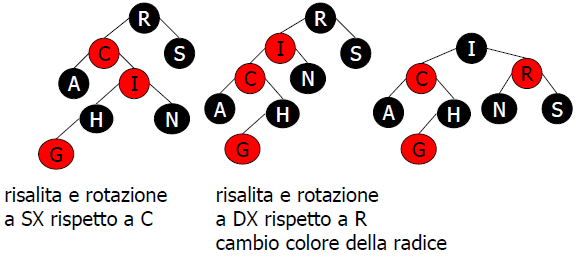 R
C
S
A
I
H
N
G
R
I
S
C
N
A
H
G
I
C
R
A
H
N
S
G
risalita e rotazione
a SX rispetto a C
risalita e rotazione
a DX rispetto a R
cambio colore della radice